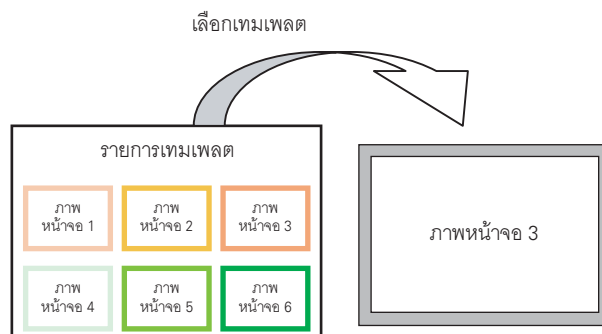 เลือกเทมเพลต
รายการเทมเพลต
ภาพ
หน้าจอ 1
ภาพ
หน้าจอ 2
ภาพ
หน้าจอ 3
ภาพ
หน้าจอ 4
ภาพ
หน้าจอ 5
ภาพ
หน้าจอ 6
ภาพหน้าจอ 3